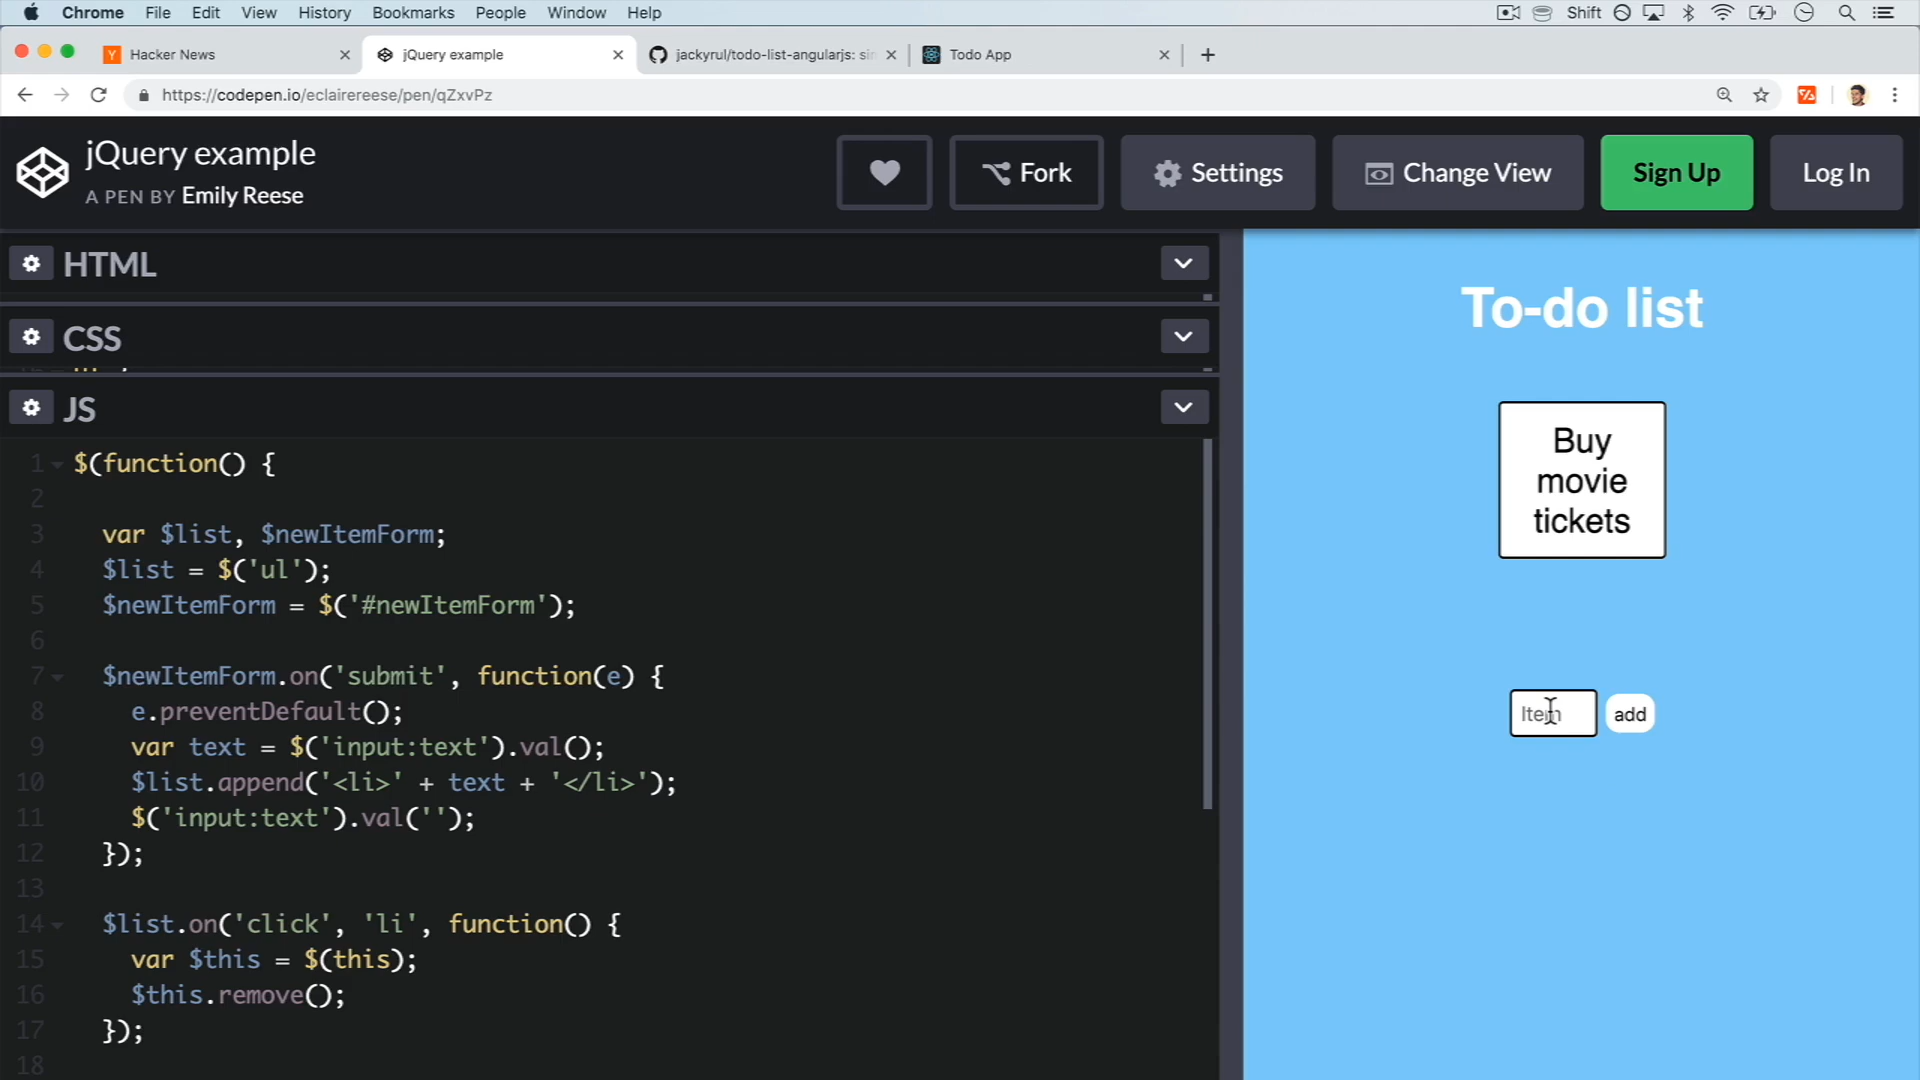 Chrome File Edit View History Bookmarks People Window Help Shift
Hacker News jQuery example jackyrul/todo-list-angularjs: sin Todo App
https://codepen.io/eclairereese/pen/qZxvPz
jQuery example
A PEN BY Emily Reese
Fork Settings Change View Sign Up Log In
HTML
CSS
JS
1 $(function() {
2
3 var $list, $newItemForm;
4 $list = $('ul');
5 $newItemForm = $('#newItemForm');
6
7 $newItemForm.on('submit', function(e) {
8 e.preventDefault();
9 var text = $('input:text').val();
10 $list.append('<li>' + text + '</li>');
11 $('input:text').val('');
12 });
13
14 $list.on('click', 'li', function() {
15 var $this = $(this);
16 $this.remove();
17 });
18
To-do list
Buy
movie
tickets
Item add